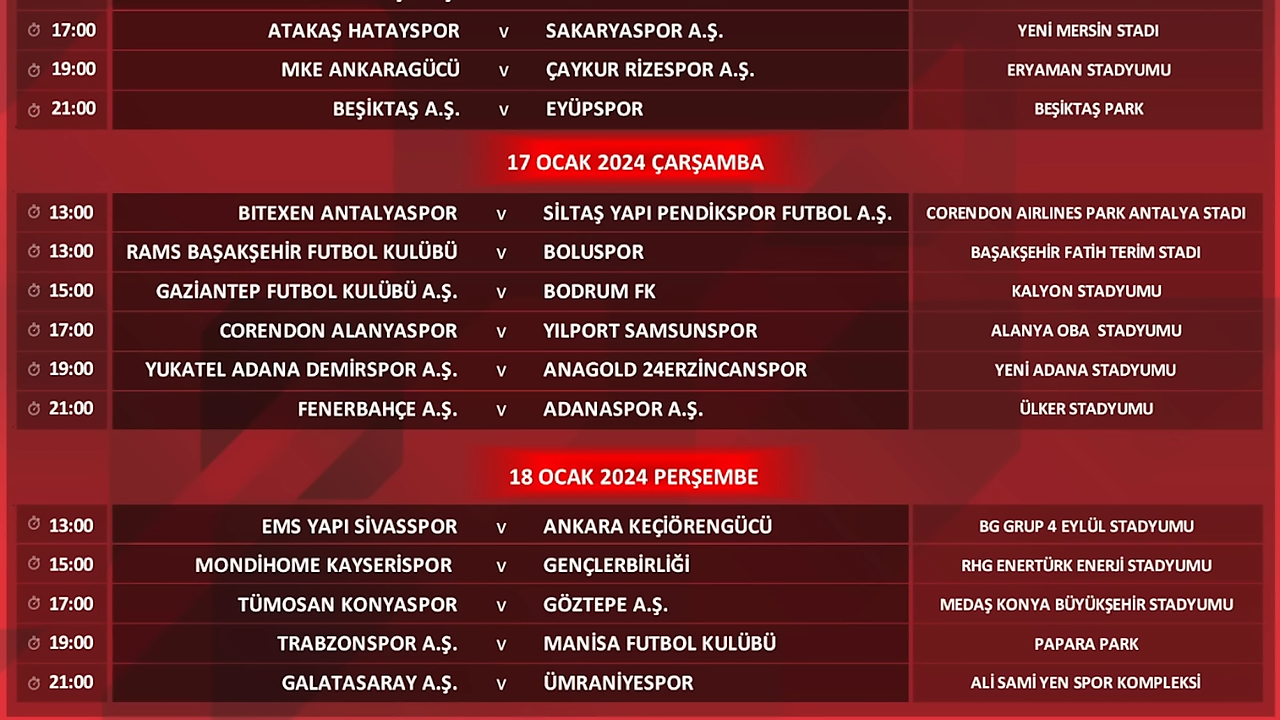 17:00 ATAKAŞ HATAYSPOR v SAKARYASPOR A.Ş. YENİ MERSİN STADI
19:00 MKE ANKARAGÜCÜ v ÇAYKUR RİZESPOR A.Ş. ERYAMAN STADYUMU
21:00 BEŞİKTAŞ A.Ş. v EYÜPSPOR BEŞİKTAŞ PARK
17 OCAK 2024 ÇARŞAMBA
13:00 BITEXEN ANTALYASPOR v SİLTAŞ YAPI PENDİKSPOR FUTBOL A.Ş. CORENDON AIRLINES PARK ANTALYA STADI
13:00 RAMS BAŞAKŞEHİR FUTBOL KULÜBÜ v BOLUSPOR BAŞAKŞEHİR FATİH TERİM STADI
15:00 GAZİANTEP FUTBOL KULÜBÜ A.Ş. v BODRUM FK KALYON STADYUMU
17:00 CORENDON ALANYASPOR v YILPORT SAMSUNSPOR ALANYA OBA STADYUMU
19:00 YUKATEL ADANA DEMİRSPOR A.Ş. v ANAGOLD 24ERZİNCANSPOR YENİ ADANA STADYUMU
21:00 FENERBAHÇE A.Ş. v ADANASPOR A.Ş. ÜLKER STADYUMU
18 OCAK 2024 PERŞEMBE
13:00 EMS YAPI SİVASSPOR v ANKARA KEÇİÖRENGÜCÜ BG GRUP 4 EYLÜL STADYUMU
15:00 MONDİHOME KAYSERİSPOR v GENÇLERBİRLİĞİ RHG ENERTÜRK ENERJİ STADYUMU
17:00 TÜMOSAN KONYASPOR v GÖZTEPE A.Ş. MEDAŞ KONYA BÜYÜKŞEHİR STADYUMU
19:00 TRABZONSPOR A.Ş. v MANİSA FUTBOL KULÜBÜ PAPARA PARK
21:00 GALATASARAY A.Ş. v ÜMRANİYESPOR ALİ SAMİ YEN SPOR KOMPLEKSİ